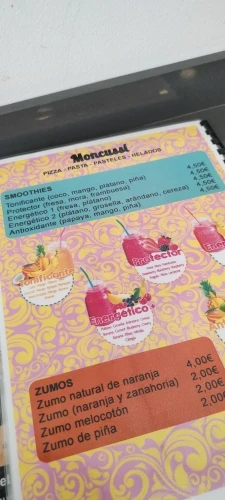 Moncussí
PIZZA - PASTA - PASTELES - HELADOS
SMOOTHIES
Tonificante (coco, mango, plátano, piña) 4,50€
Protector (fresa, mora, frambuesa) 4,50€
Energético 1 (fresa, plátano) 4,50€
Energético 2 (plátano, grosella, arándano, cereza) 4,50€
Antioxidante (papaya, mango, piña) 4,50€
Protector
Tonificante
Energético
ZUMOS
Zumo natural de naranja 4,00€
Zumo (naranja y zanahoria) 2,00€
Zumo melocotón 2,00€
Zumo de piña 2,00